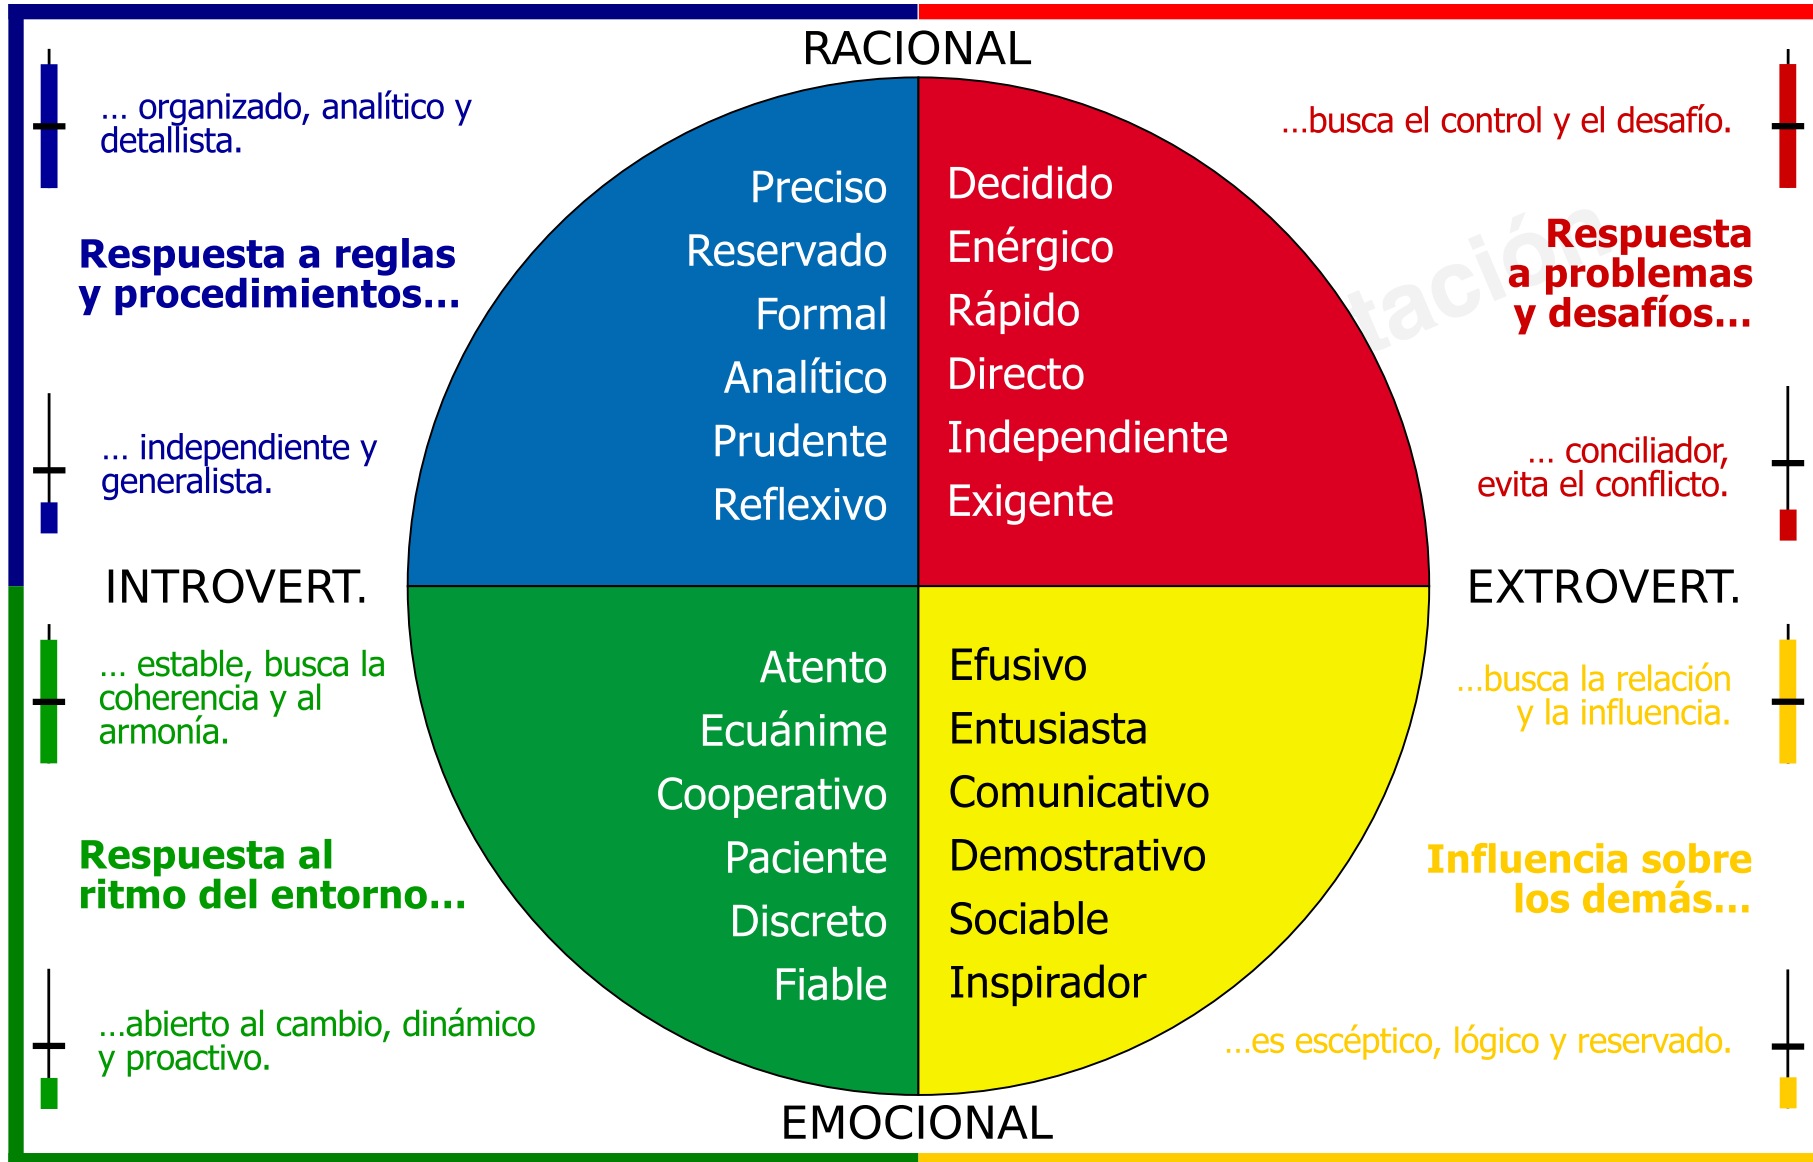 RACIONAL
... organizado, analítico y
detallista.
Respuesta a reglas
y procedimientos...
... independiente y
generalista.
Preciso
Reservado
Formal
Analítico
Prudente
Reflexivo
Decidido
Enérgico
Rápido
Directo
Independiente
Exigente
...busca el control y el desafío.
Respuesta
a problemas
y desafíos...
... conciliador,
evita el conflicto.
INTROVERT.
EXTROVERT.
... estable, busca la
coherencia y al
armonía.
Respuesta al
ritmo del entorno...
...abierto al cambio, dinámico
y proactivo.
Atento
Ecuánime
Cooperativo
Paciente
Discreto
Fiable
Efusivo
Entusiasta
Comunicativo
Demostrativo
Sociable
Inspirador
...busca la relación
y la influencia.
Influencia sobre
los demás...
...es escéptico, lógico y reservado.
EMOCIONAL